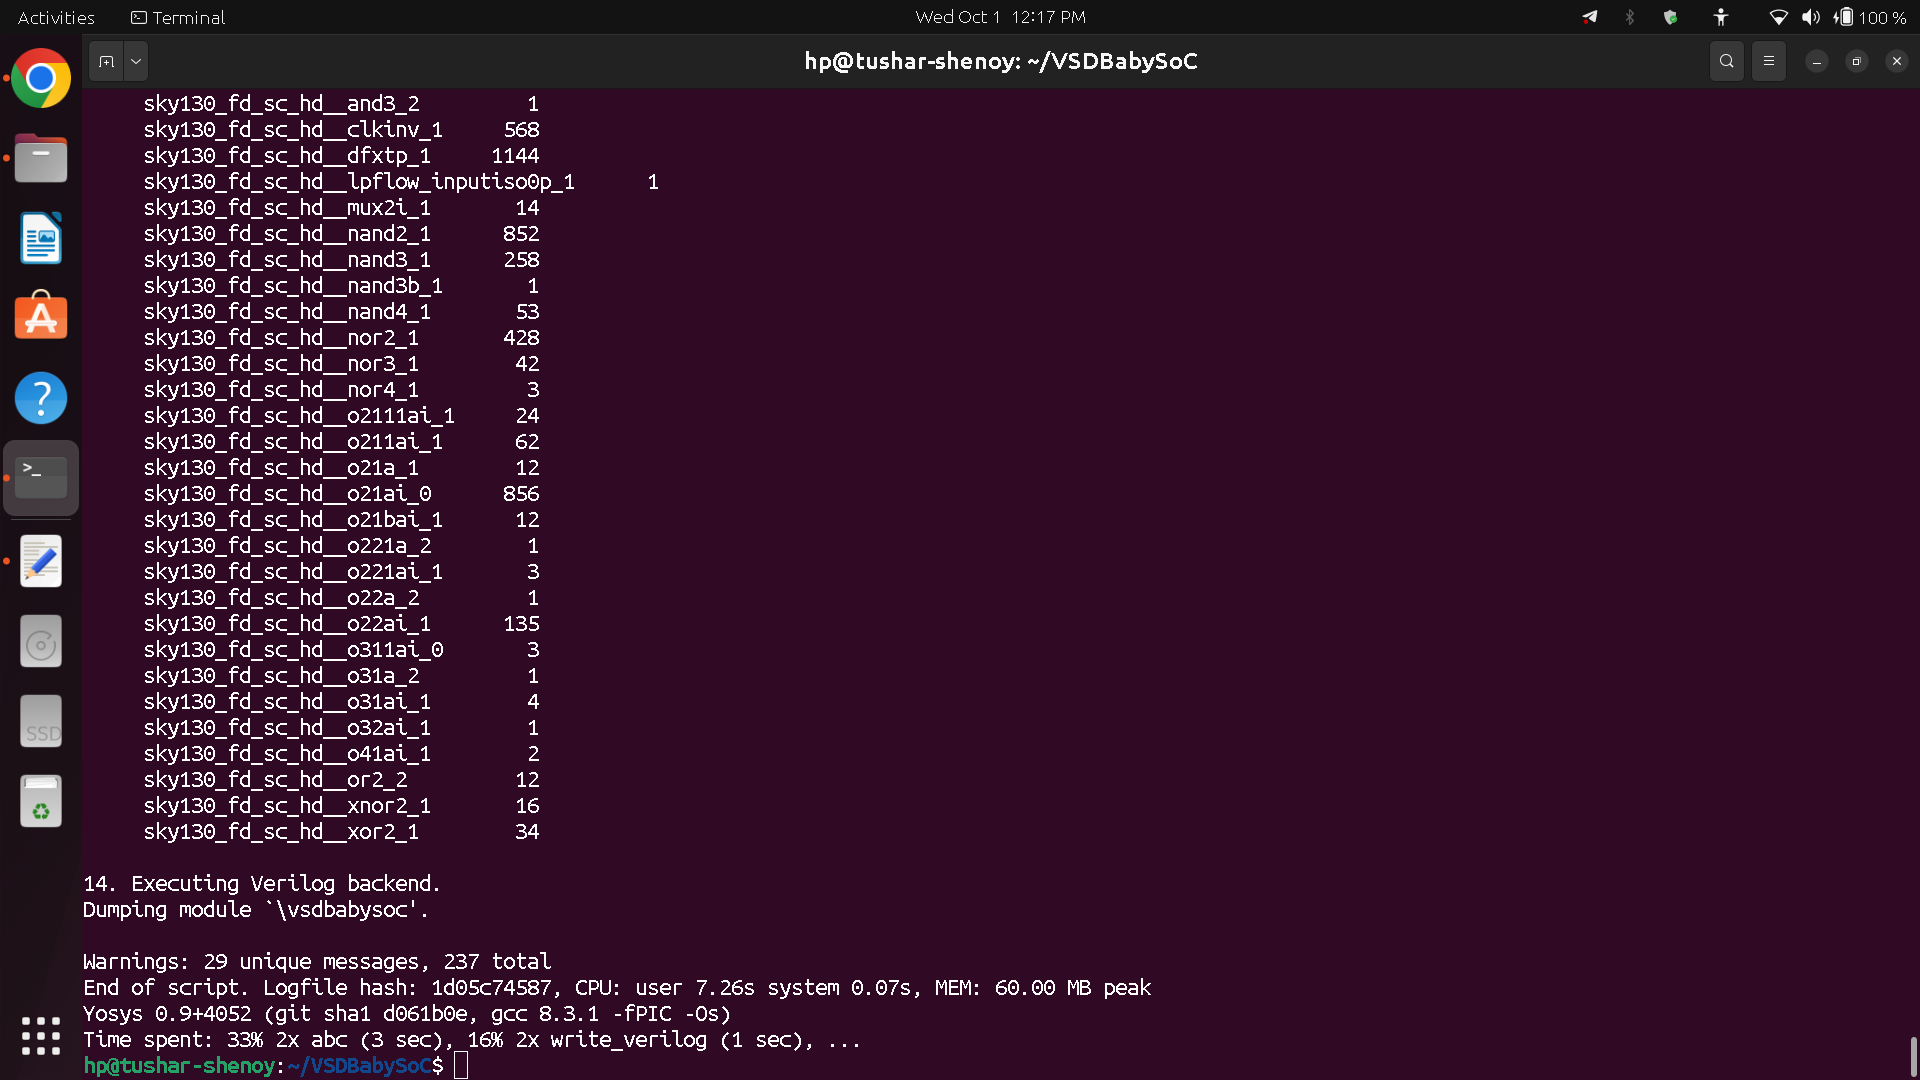 Activities
Terminal
Wed Oct 1 12:17 PM
100 %
hp@tushar-shenoy: ~/VSDBabySoC
sky130_fd_sc_hd__and3_2 1
sky130_fd_sc_hd__clkinv_1 568
sky130_fd_sc_hd__dfxtp_1 1144
sky130_fd_sc_hd__lpflow_inputiso0p_1 1
sky130_fd_sc_hd__mux2i_1 14
sky130_fd_sc_hd__nand2_1 852
sky130_fd_sc_hd__nand3_1 258
sky130_fd_sc_hd__nand3b_1 1
sky130_fd_sc_hd__nand4_1 53
sky130_fd_sc_hd__nor2_1 428
sky130_fd_sc_hd__nor3_1 42
sky130_fd_sc_hd__nor4_1 3
sky130_fd_sc_hd__o2111ai_1 24
sky130_fd_sc_hd__o211ai_1 62
sky130_fd_sc_hd__o21a_1 12
sky130_fd_sc_hd__o21ai_0 856
sky130_fd_sc_hd__o21bai_1 12
sky130_fd_sc_hd__o221a_2 1
sky130_fd_sc_hd__o221ai_1 3
sky130_fd_sc_hd__o22a_2 1
sky130_fd_sc_hd__o22ai_1 135
sky130_fd_sc_hd__o311ai_0 3
sky130_fd_sc_hd__o31a_2 1
sky130_fd_sc_hd__o31ai_1 4
sky130_fd_sc_hd__o32ai_1 1
sky130_fd_sc_hd__o41ai_1 2
sky130_fd_sc_hd__or2_2 12
sky130_fd_sc_hd__xnor2_1 16
sky130_fd_sc_hd__xor2_1 34
14. Executing Verilog backend.
Dumping module `\vsdbabysoc'.
Warnings: 29 unique messages, 237 total
End of script. Logfile hash: 1d05c74587, CPU: user 7.26s system 0.07s, MEM: 60.00 MB peak
Yosys 0.9+4052 (git sha1 d061b0e, gcc 8.3.1 -fPIC -Os)
Time spent: 33% 2x abc (3 sec), 16% 2x write_verilog (1 sec), ...
hp@tushar-shenoy:~/VSDBabySoC$
SSD